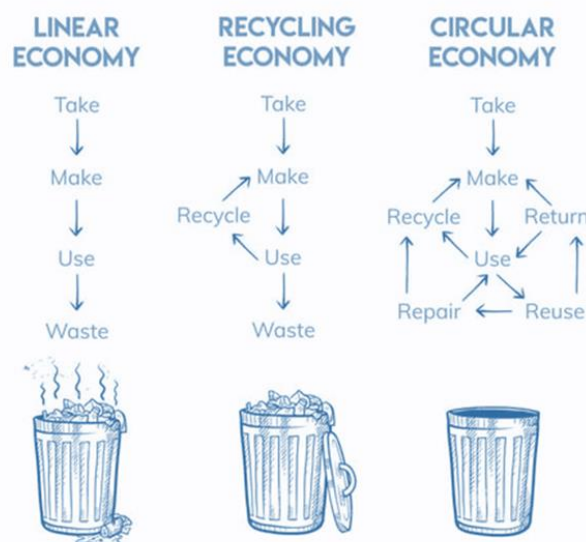 LINEAR
ECONOMY
Take
Make
Use
Waste
RECYCLING
ECONOMY
Take
Make
Recycle
Use
Waste
CIRCULAR
ECONOMY
Take
Make
Recycle
Return
Use
Repair
Reuse